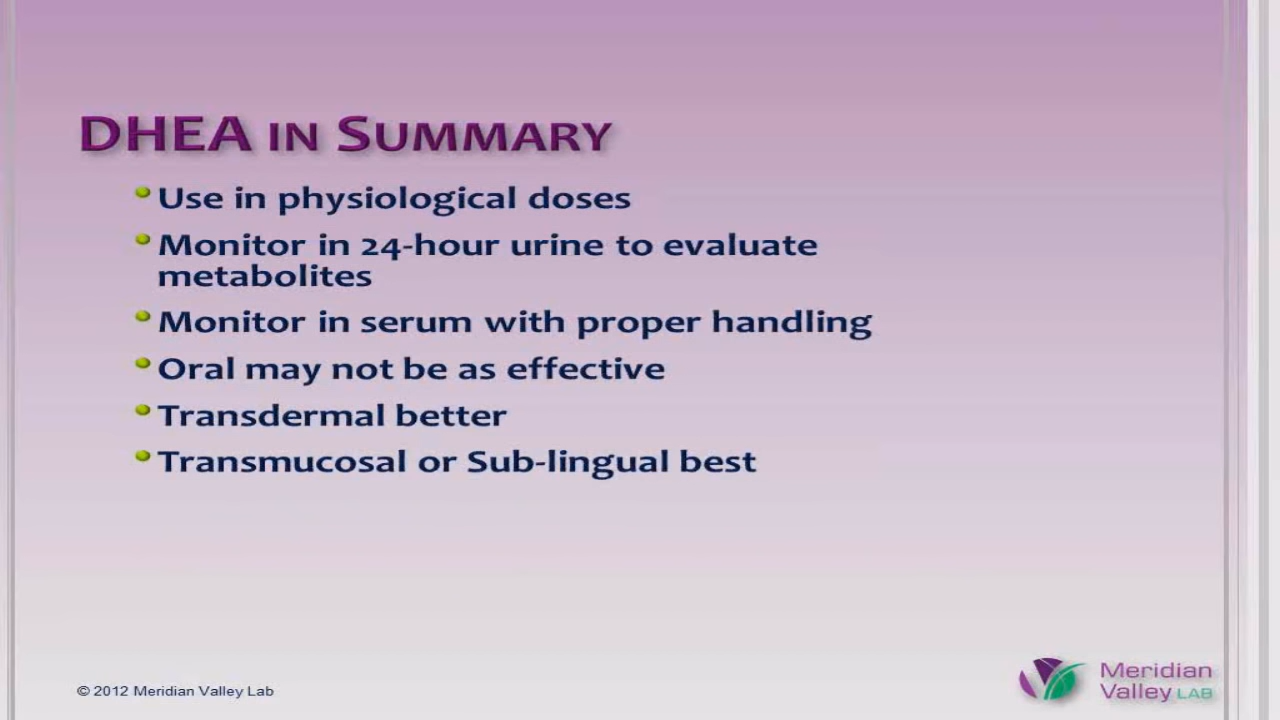 DHEA IN SUMMARY
Use in physiological doses
Monitor in 24-hour urine to evaluate
metabolites
Monitor in serum with proper handling
Oral may not be as effective
Transdermal better
Transmucosal or Sub-lingual best
© 2012 Meridian Valley Lab
Meridian
Valley LAB